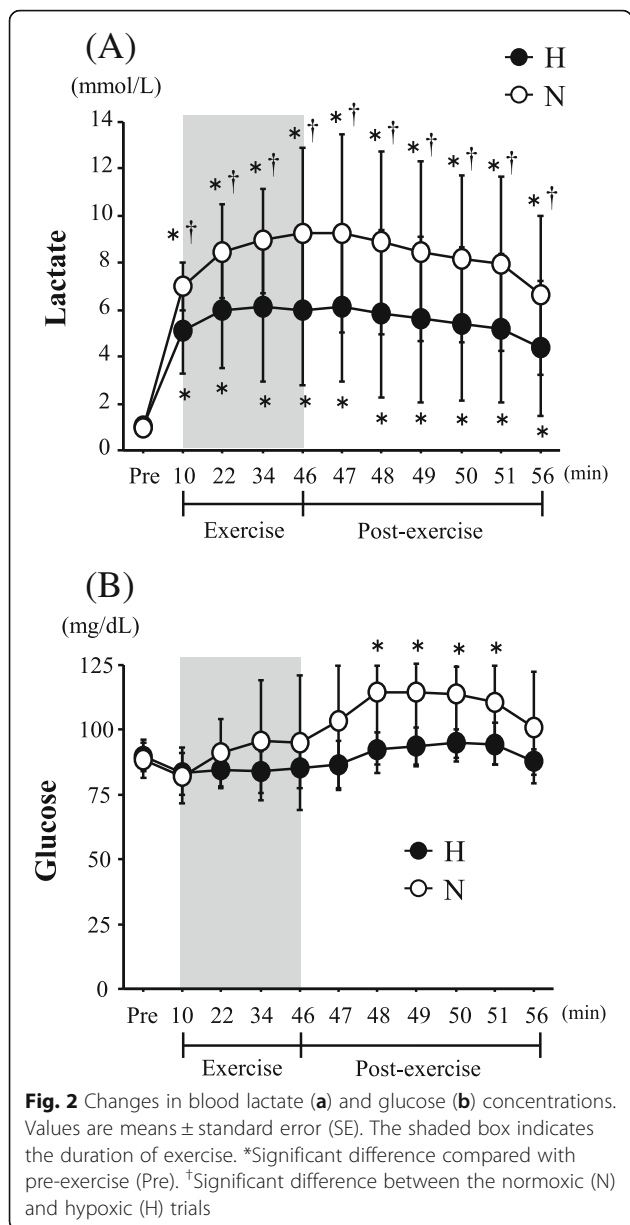 (A)
(mmol/L)
H
N
14
12
10
8
6
4
2
0
Lactate
*† *† *† *† *† *† *† *† *† *†
* * * * * * * * * *
Pre 10 22 34 46 47 48 49 50 51 56 (min)
Exercise Post-exercise
(B)
(mg/dL)
125
100
75
50
25
0
Glucose
* * * *
H
N
Pre 10 22 34 46 47 48 49 50 51 56 (min)
Exercise Post-exercise
Fig. 2 Changes in blood lactate (a) and glucose (b) concentrations.
Values are means ± standard error (SE). The shaded box indicates
the duration of exercise. *Significant difference compared with
pre-exercise (Pre). †Significant difference between the normoxic (N)
and hypoxic (H) trials